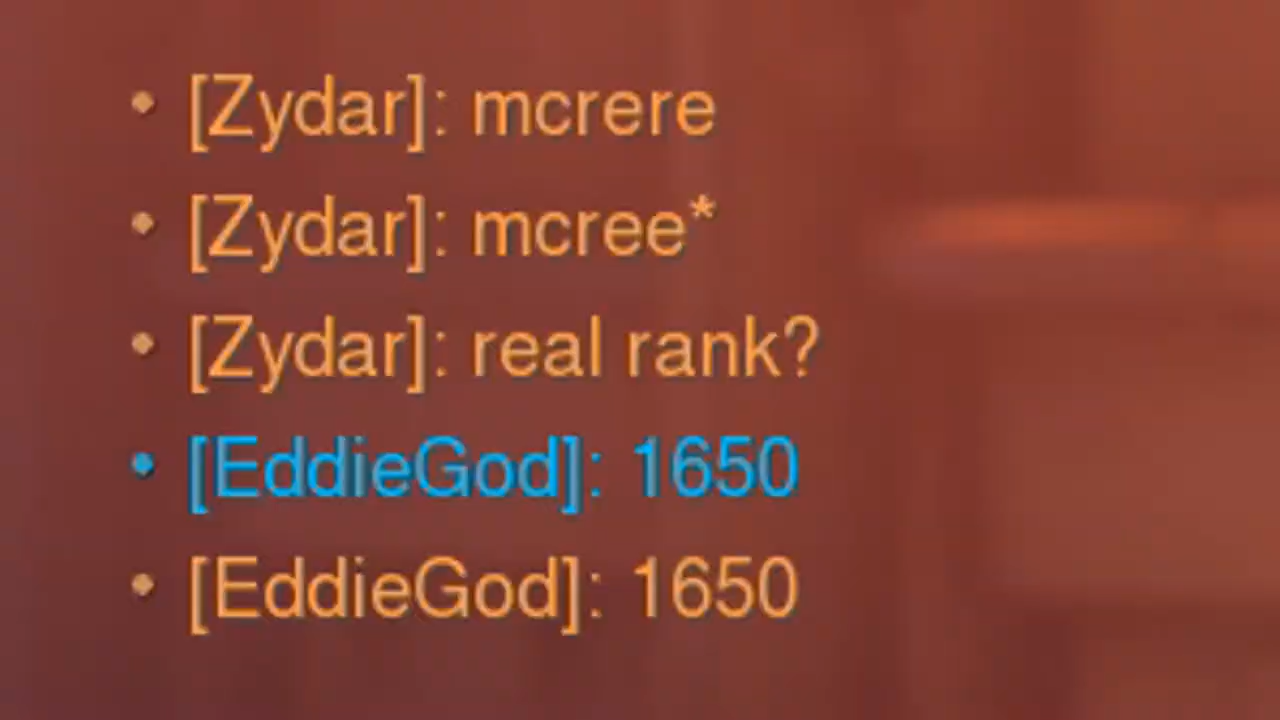 • [Zydar]: mcrere
• [Zydar]: mcree*
• [Zydar]: real rank?
• [EddieGod]: 1650
• [EddieGod]: 1650